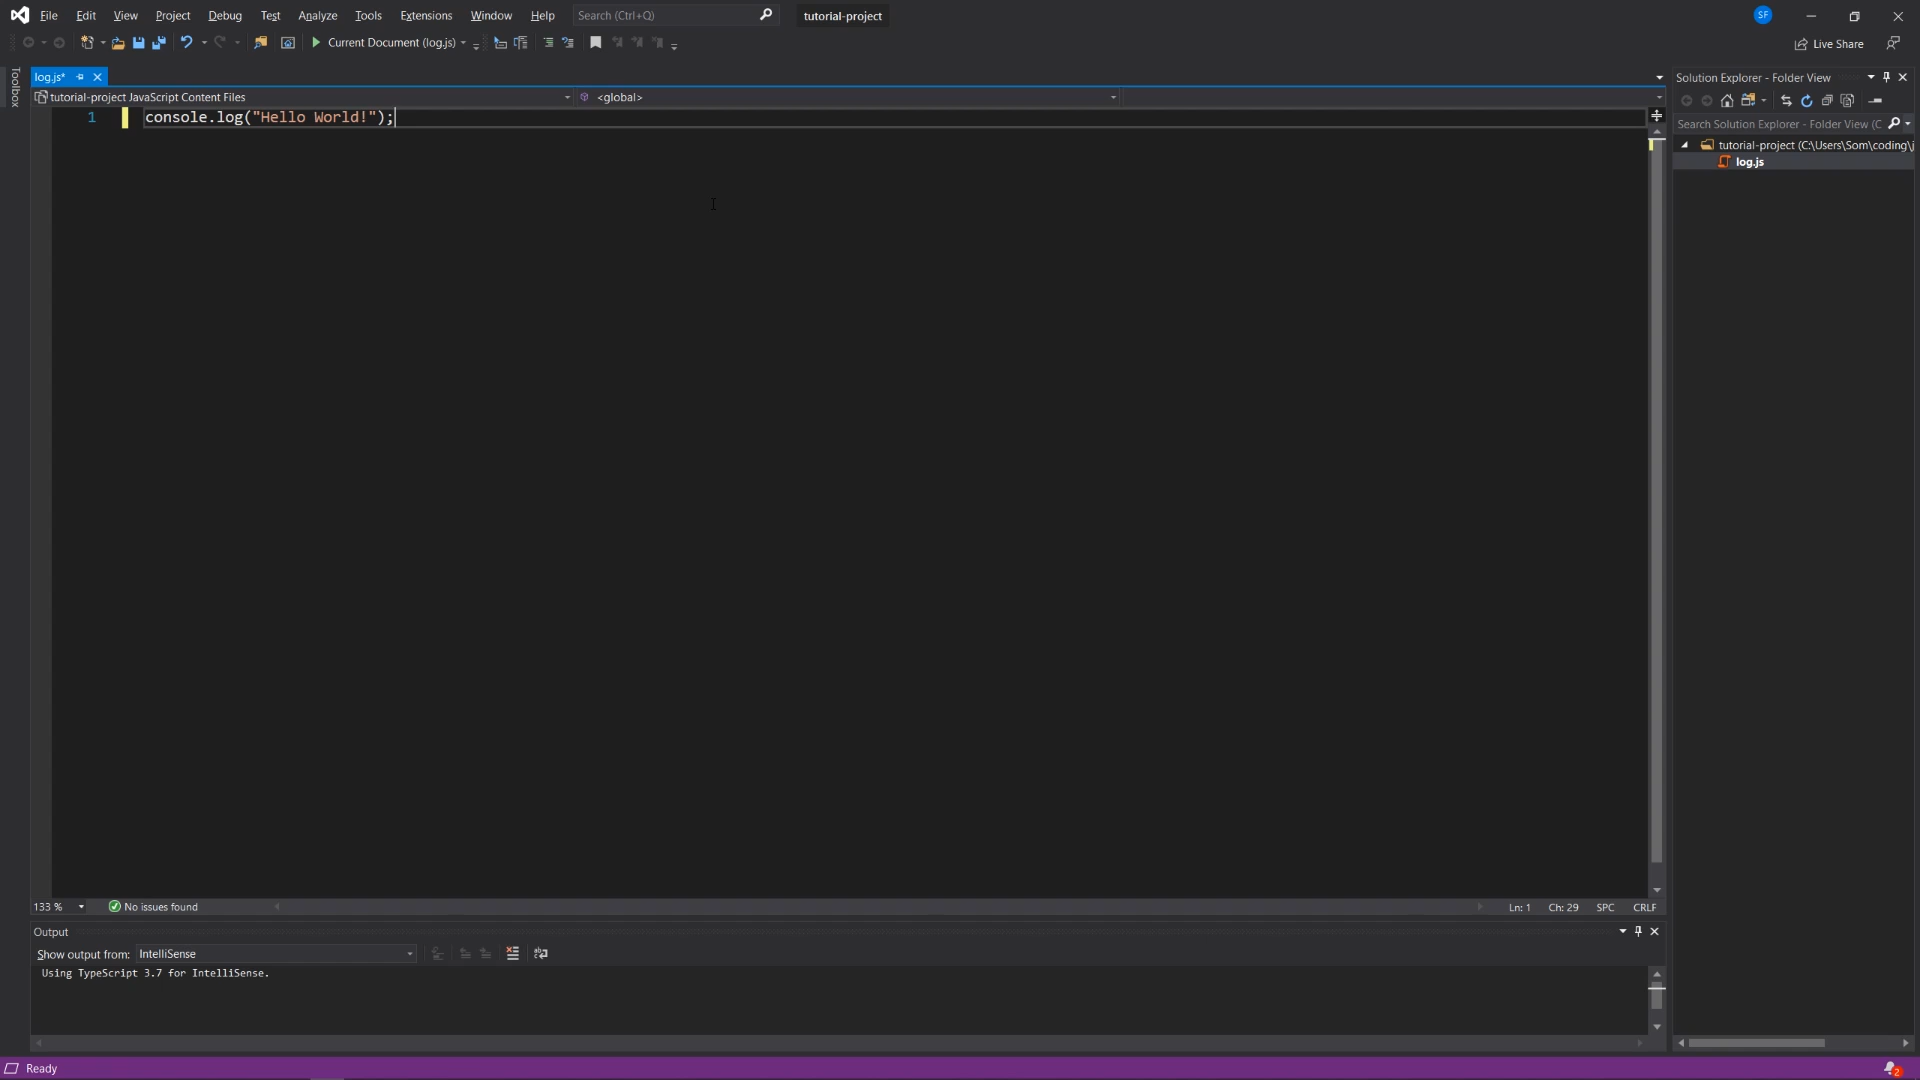 File Edit View Project Debug Test Analyze Tools Extensions Window Help Search (Ctrl+Q) tutorial-project SF
Current Document (log.js) Live Share
Toolbox
log.js* Solution Explorer - Folder View
tutorial-project JavaScript Content Files <global>
1 console.log("Hello World!");
Search Solution Explorer - Folder View (C
tutorial-project (C:\Users\Som\coding\j
log.js
133 % No issues found Ln: 1 Ch: 29 SPC CRLF
Output
Show output from: IntelliSense
Using TypeScript 3.7 for IntelliSense.
Ready 2